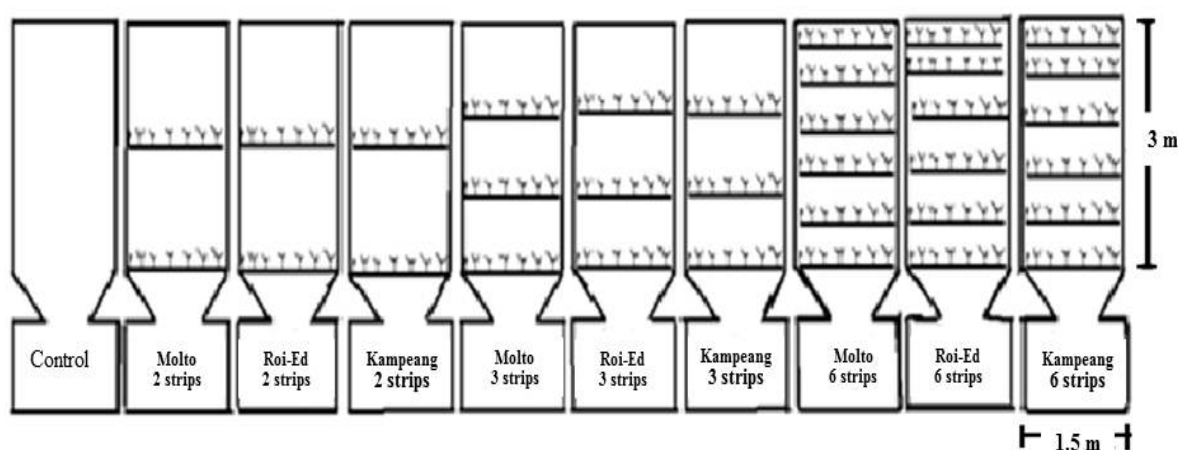 3 m
Control
Molto
2 strips
Roi-Ed
2 strips
Kampeang
2 strips
Molto
3 strips
Roi-Ed
3 strips
Kampeang
3 strips
Molto
6 strips
Roi-Ed
6 strips
Kampeang
6 strips
1.5 m